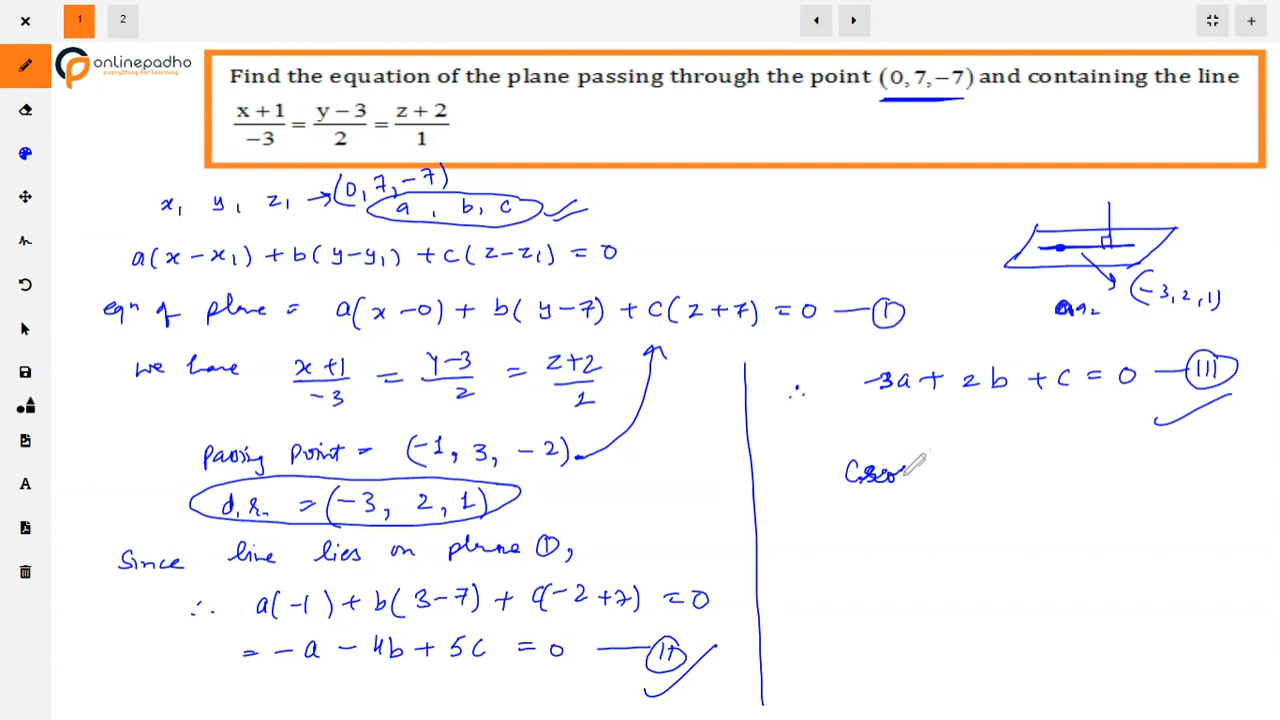 1 2
onlinepadho
everything for learning
Find the equation of the plane passing through the point (0, 7, −7) and containing the line
x + 1 / −3 = y − 3 / 2 = z + 2 / 1
x₁ y₁ z₁ → (0, 7, −7)
a, b, c
a(x − x₁) + b(y − y₁) + c(z − z₁) = 0
eqn of plane = a(x − 0) + b(y − 7) + c(z + 7) = 0 — I
we have x + 1 / −3 = y − 3 / 2 = z + 2 / 1
passing point = (−1, 3, −2)
d.r. = (−3, 2, 1)
Since line lies on plane I,
∴ a(−1) + b(3 − 7) + c(−2 + 7) = 0
= −a − 4b + 5c = 0 — II
(−3, 2, 1)
∴ −3a + 2b + c = 0 — III